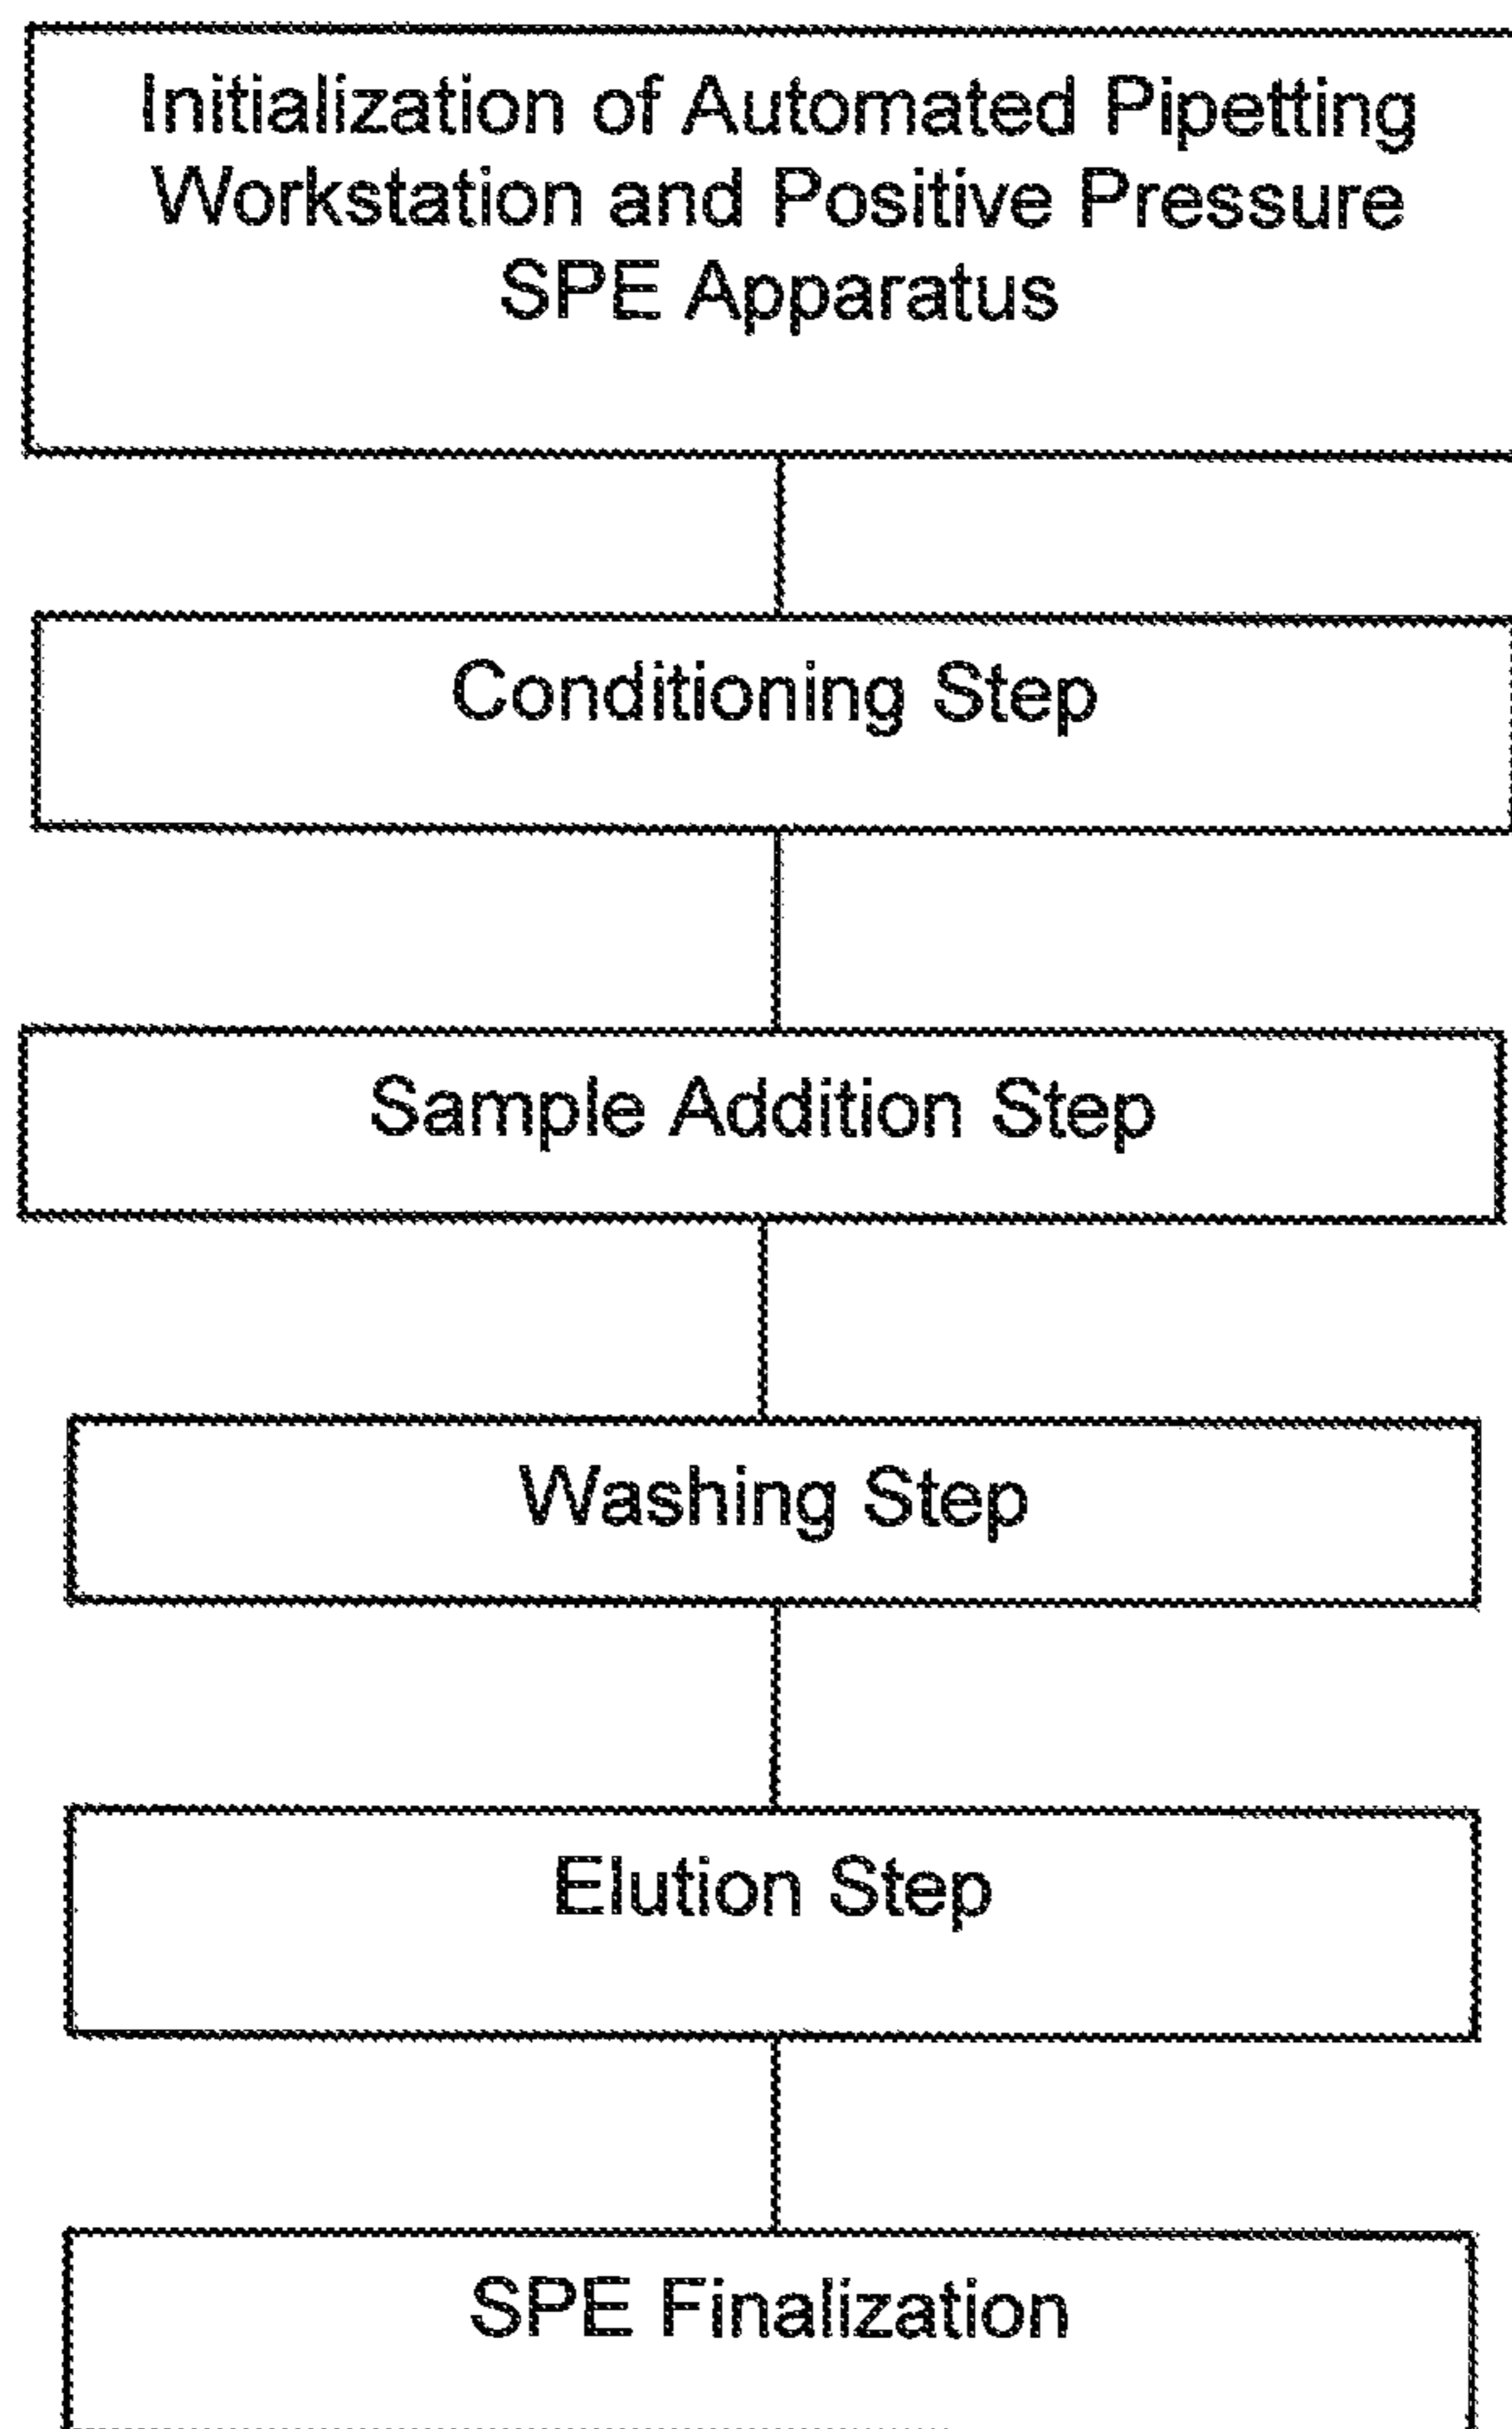 Initialization of Automated Pipetting
Workstation and Positive Pressure
SPE Apparatus
Conditioning Step
Sample Addition Step
Washing Step
Elution Step
SPE Finalization